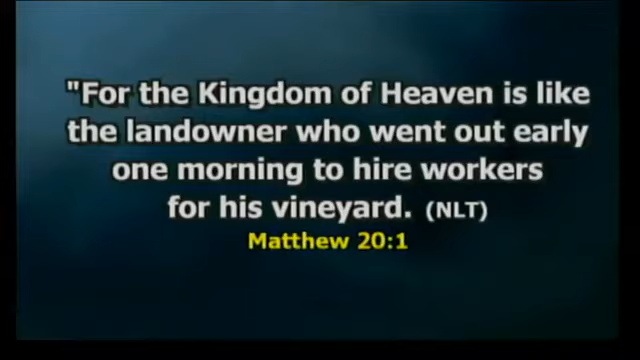 "For the Kingdom of Heaven is like
the landowner who went out early
one morning to hire workers
for his vineyard. (NLT)
Matthew 20:1